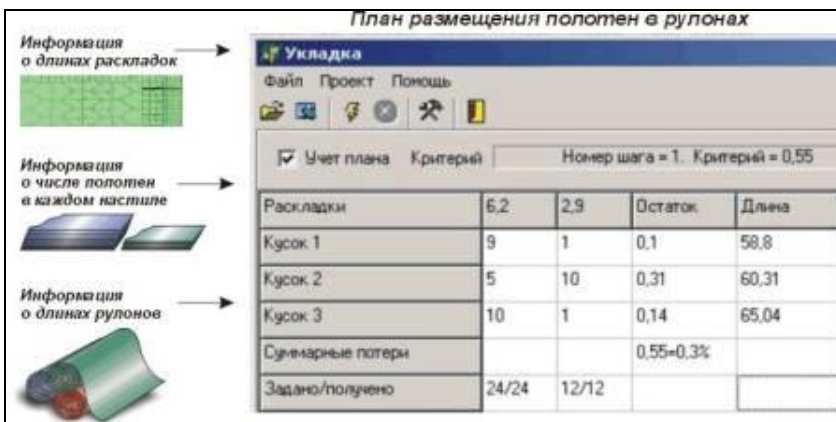 План размещения полотен в рулонах
Информация
о длинах раскладок
Информация
о числе полотен
в каждом настиле
Информация
о длинах рулонов
Укладка
Файл Проект Помощь
Учет плана Критерий Номер шага = 1. Критерий = 0,55
Раскладки 6,2 2,9 Остаток Длина
Кусок 1 9 1 0,1 58,8
Кусок 2 5 10 0,31 60,31
Кусок 3 10 1 0,14 65,04
Суммарные потери 0,55=0,3%
Задано/получено 24/24 12/12